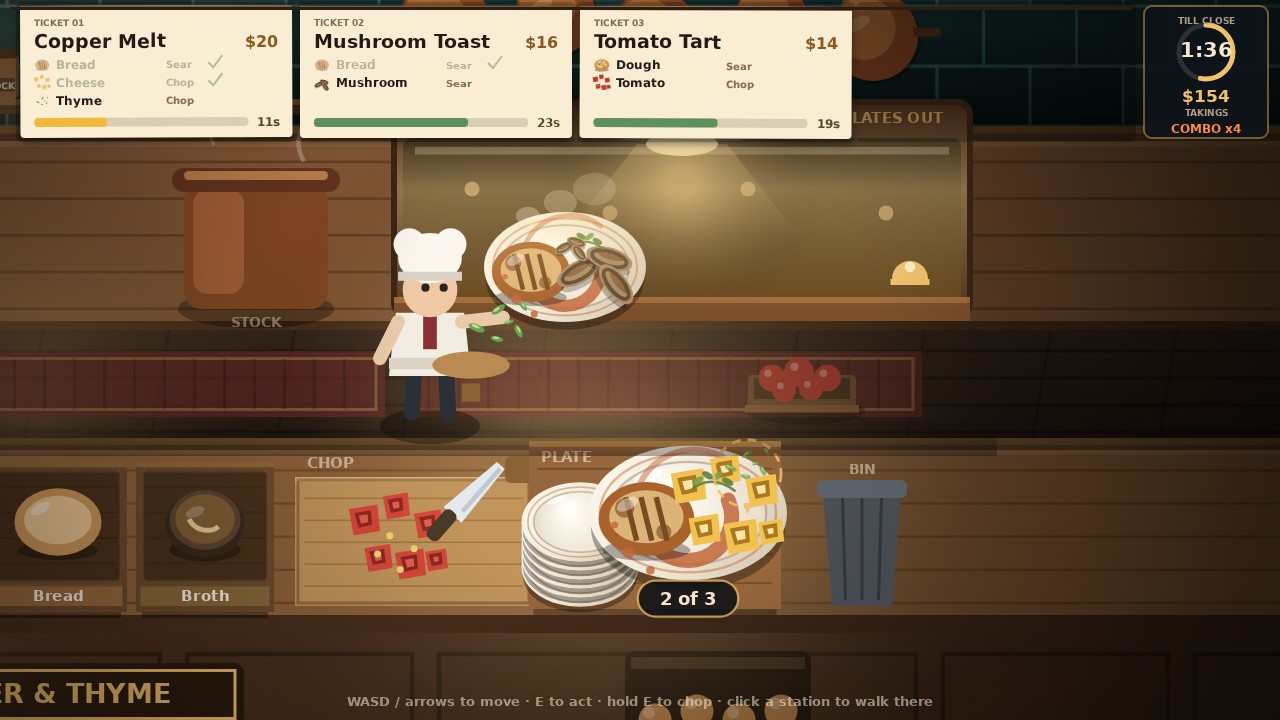 TICKET 01
Copper Melt $20
Bread Sear
Cheese Chop
Thyme Chop
11s
TICKET 02
Mushroom Toast $16
Bread Sear
Mushroom Sear
23s
TICKET 03
Tomato Tart $14
Dough Sear
Tomato Chop
19s
TILL CLOSE
1:36
$154
TAKINGS
COMBO x4
OCK
LATES OUT
STOCK
CHOP
PLATE
BIN
Bread
Broth
2 of 3
ER & THYME
WASD / arrows to move · E to act · hold E to chop · click a station to walk there